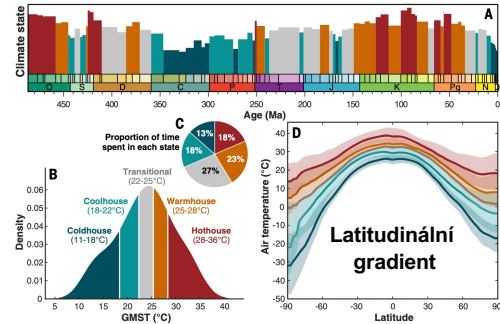 A
Climate state
O S D C P T J K Pg N
450 400 350 300 250 200 150 100 50 0
Age (Ma)
C
Proportion of time
spent in each state
13%
18%
18%
23%
27%
B
Transitional
(22-25°C)
Coolhouse
(18-22°C)
Warmhouse
(25-28°C)
Coldhouse
(11-18°C)
Hothouse
(28-36°C)
Density
0.06
0.05
0.04
0.03
0.02
0.01
0
5 10 15 20 25 30 35 40
GMST (°C)
D
Air temperature (°C)
40
30
20
10
0
-10
-20
-30
-40
-50
Latitudinální
gradient
-90 -60 -30 0 30 60 90
Latitude